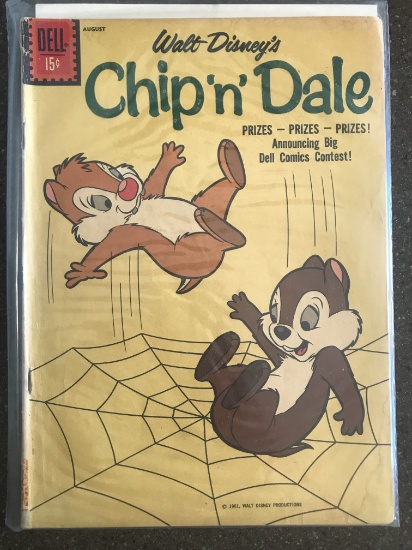 DELL
15¢
AUGUST
Walt Disney's
Chip 'n' Dale
PRIZES — PRIZES — PRIZES!
Announcing Big
Dell Comics Contest!
© 1961, WALT DISNEY PRODUCTIONS